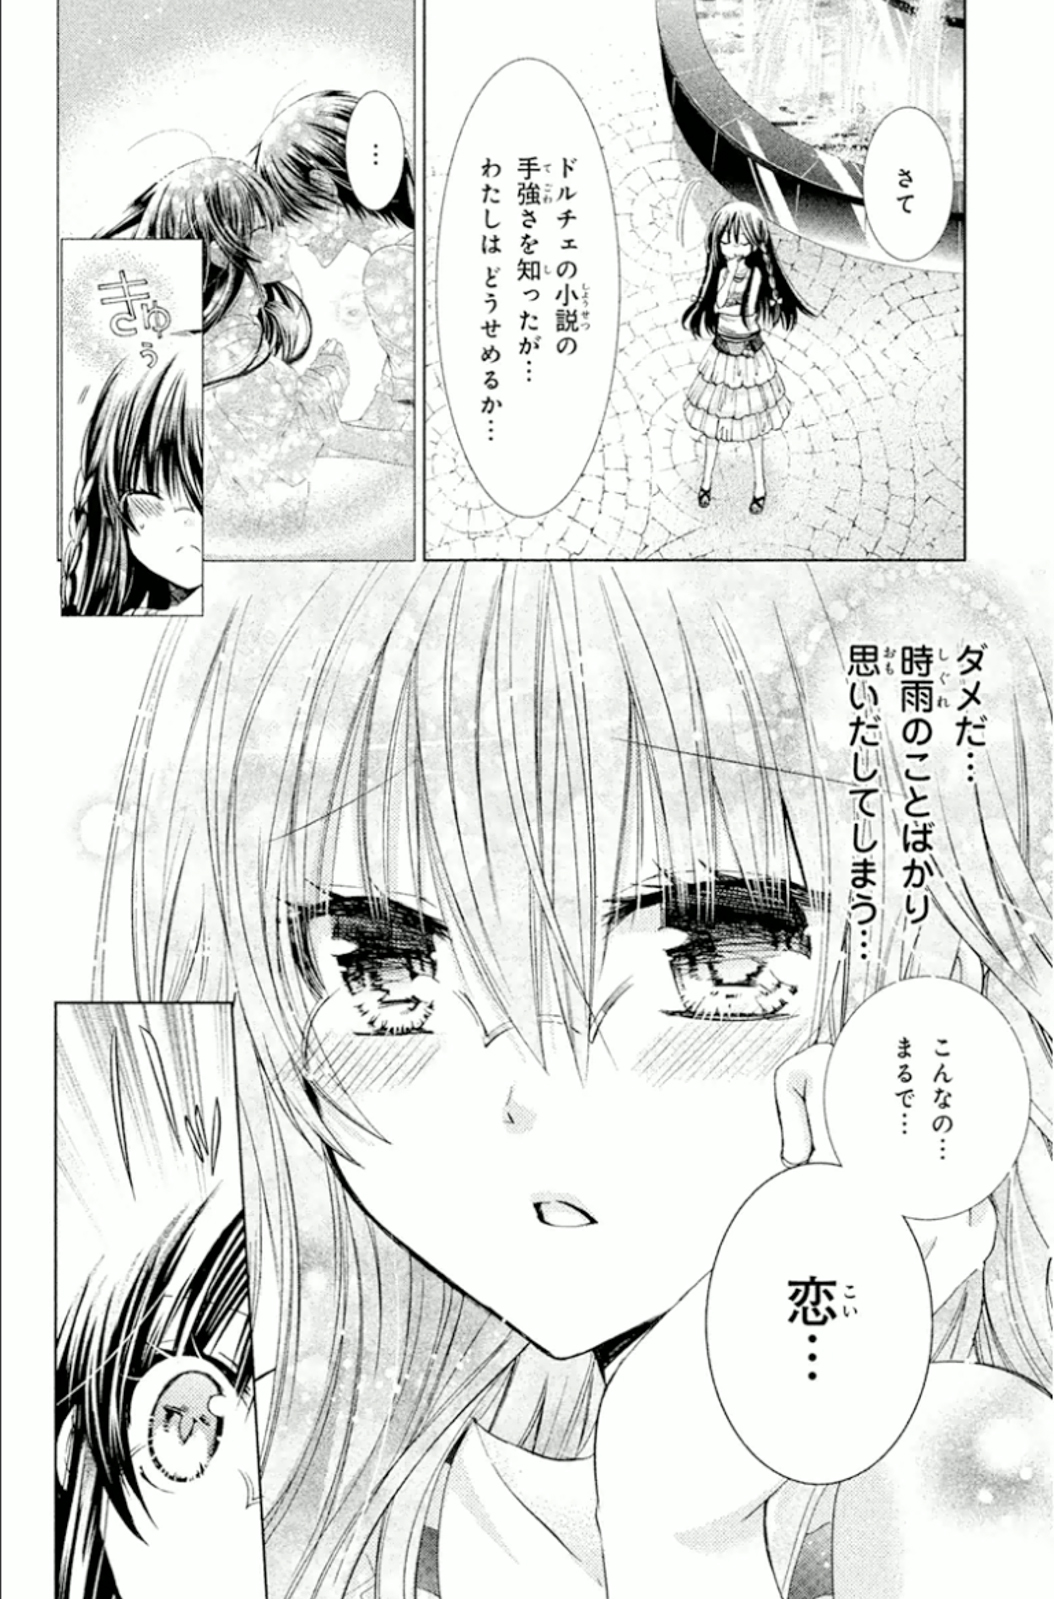 さて
ドルチェの小説の
手強さを知ったが…
わたしは どうせめるか…
…
きゅぅ
ダメだ…
時雨のことばかり
思いだしてしまう…
こんなの…
まるで…
恋…